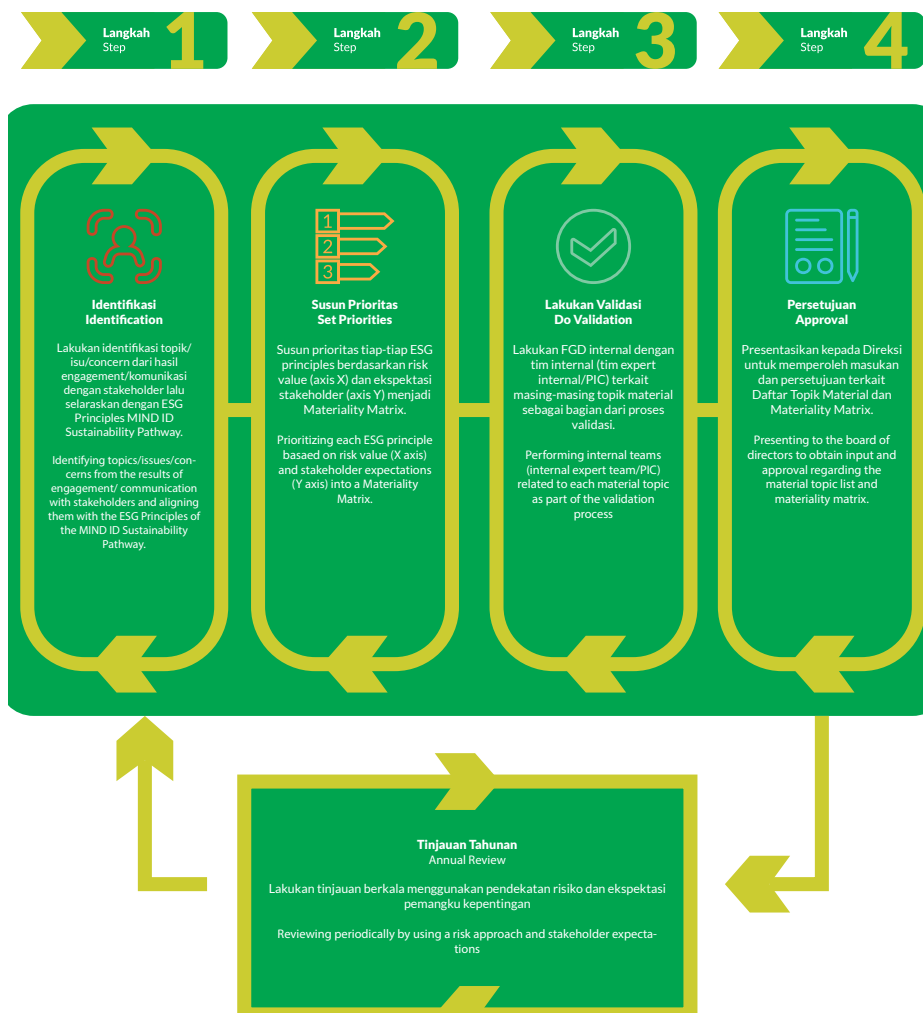 Langkah
Step
1
Langkah
Step
2
Langkah
Step
3
Langkah
Step
4
Identifikasi
Identification
Lakukan identifikasi topik/
isu/concern dari hasil
engagement/komunikasi
dengan stakeholder lalu
selaraskan dengan ESG
Principles MIND ID
Sustainability Pathway.
Identifying topics/issues/con-
cerns from the results of
engagement/ communication
with stakeholders and aligning
them with the ESG Principles of
the MIND ID Sustainability
Pathway.
1
2
3
Susun Prioritas
Set Priorities
Susun prioritas tiap-tiap ESG
principles berdasarkan risk
value (axis X) dan ekspektasi
stakeholder (axis Y) menjadi
Materiality Matrix.
Prioritizing each ESG principle
basaed on risk value (X axis)
and stakeholder expectations
(Y axis) into a Materiality
Matrix.
Lakukan Validasi
Do Validation
Lakukan FGD internal dengan
tim internal (tim expert
internal/PIC) terkait
masing-masing topik material
sebagai bagian dari proses
validasi.
Performing internal teams
(internal expert team/PIC)
related to each material topic
as part of the validation
process
Persetujuan
Approval
Presentasikan kepada Direksi
untuk memperoleh masukan
dan persetujuan terkait
Daftar Topik Material dan
Materiality Matrix.
Presenting to the board of
directors to obtain input and
approval regarding the
material topic list and
materiality matrix.
Tinjauan Tahunan
Annual Review
Lakukan tinjauan berkala menggunakan pendekatan risiko dan ekspektasi
pemangku kepentingan
Reviewing periodically by using a risk approach and stakeholder expecta-
tions